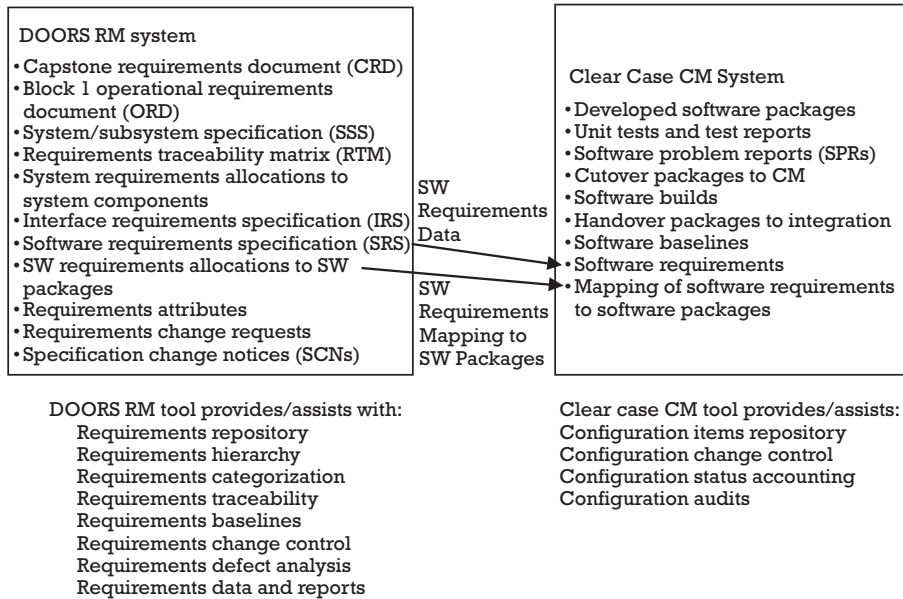 DOORS RM system
•Capstone requirements document (CRD)
•Block 1 operational requirements
document (ORD)
•System/subsystem specification (SSS)
•Requirements traceability matrix (RTM)
•System requirements allocations to
system components
•Interface requirements specification (IRS)
•Software requirements specification (SRS)
•SW requirements allocations to SW
packages
•Requirements attributes
•Requirements change requests
•Specification change notices (SCNs)
SW
Requirements
Data
SW
Requirements
Mapping to
SW Packages
Clear Case CM System
•Developed software packages
•Unit tests and test reports
•Software problem reports (SPRs)
•Cutover packages to CM
•Software builds
•Handover packages to integration
•Software baselines
•Software requirements
•Mapping of software requirements
to software packages
DOORS RM tool provides/assists with:
Requirements repository
Requirements hierarchy
Requirements categorization
Requirements traceability
Requirements baselines
Requirements change control
Requirements defect analysis
Requirements data and reports
Clear case CM tool provides/assists:
Configuration items repository
Configuration change control
Configuration status accounting
Configuration audits